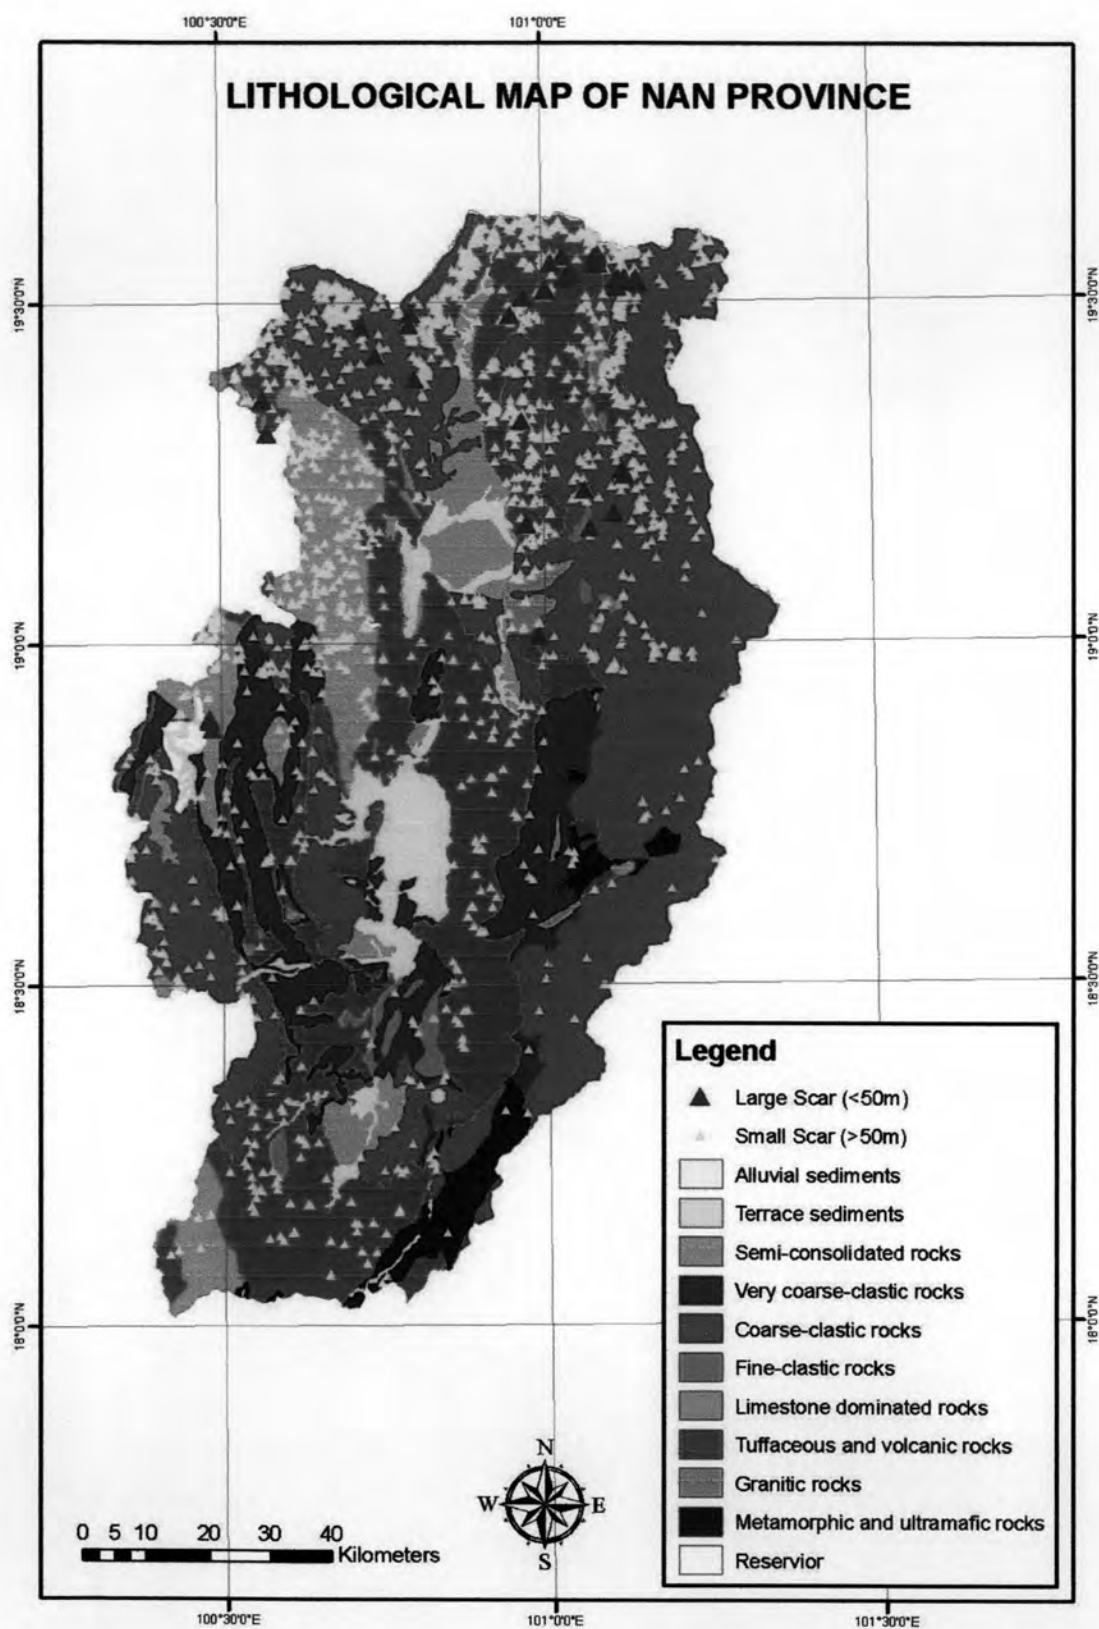 100°30'0"E 101°0'0"E
LITHOLOGICAL MAP OF NAN PROVINCE
19°30'0"N 19°30'0"N
19°0'0"N 19°0'0"N
18°30'0"N 18°30'0"N
Legend
Large Scar (<50m)
Small Scar (>50m)
Alluvial sediments
Terrace sediments
Semi-consolidated rocks
Very coarse-clastic rocks
18°0'0"N 18°0'0"N
Coarse-clastic rocks
Fine-clastic rocks
Limestone dominated rocks
Tuffaceous and volcanic rocks
Granitic rocks
Metamorphic and ultramafic rocks
Reservior
N
W E
S
0 5 10 20 30 40
Kilometers
100°30'0"E 101°0'0"E 101°30'0"E